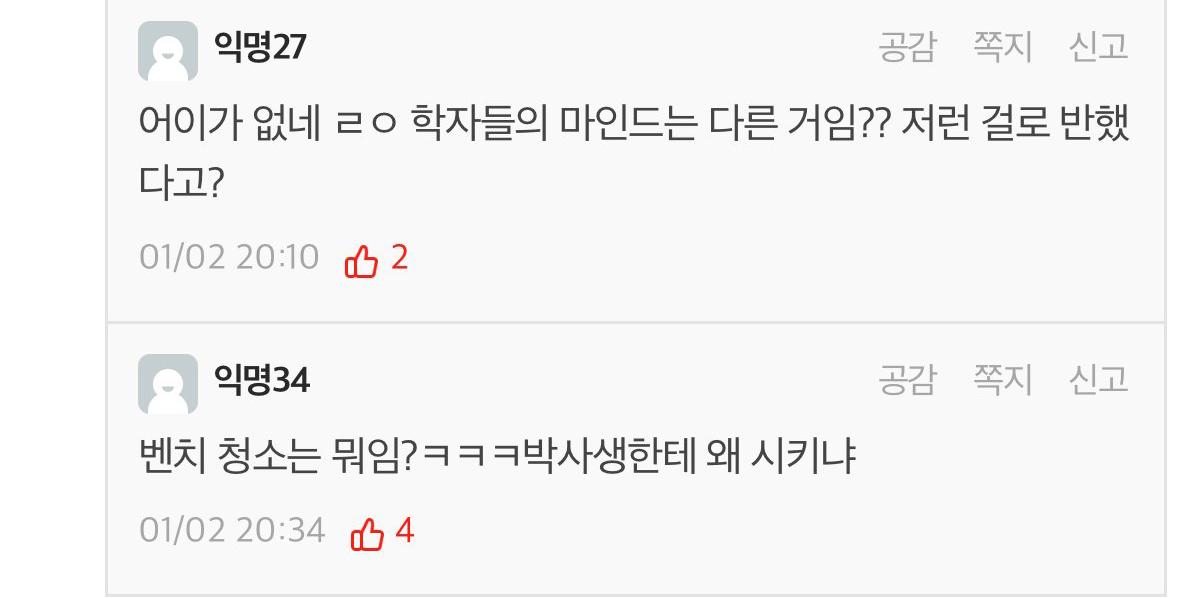 익명27 공감 쪽지 신고
어이가 없네 ㄹㅇ 학자들의 마인드는 다른 거임?? 저런 걸로 반했
다고?
01/02 20:10 2
익명34 공감 쪽지 신고
벤치 청소는 뭐임?ㅋㅋㅋ박사생한테 왜 시키냐
01/02 20:34 4